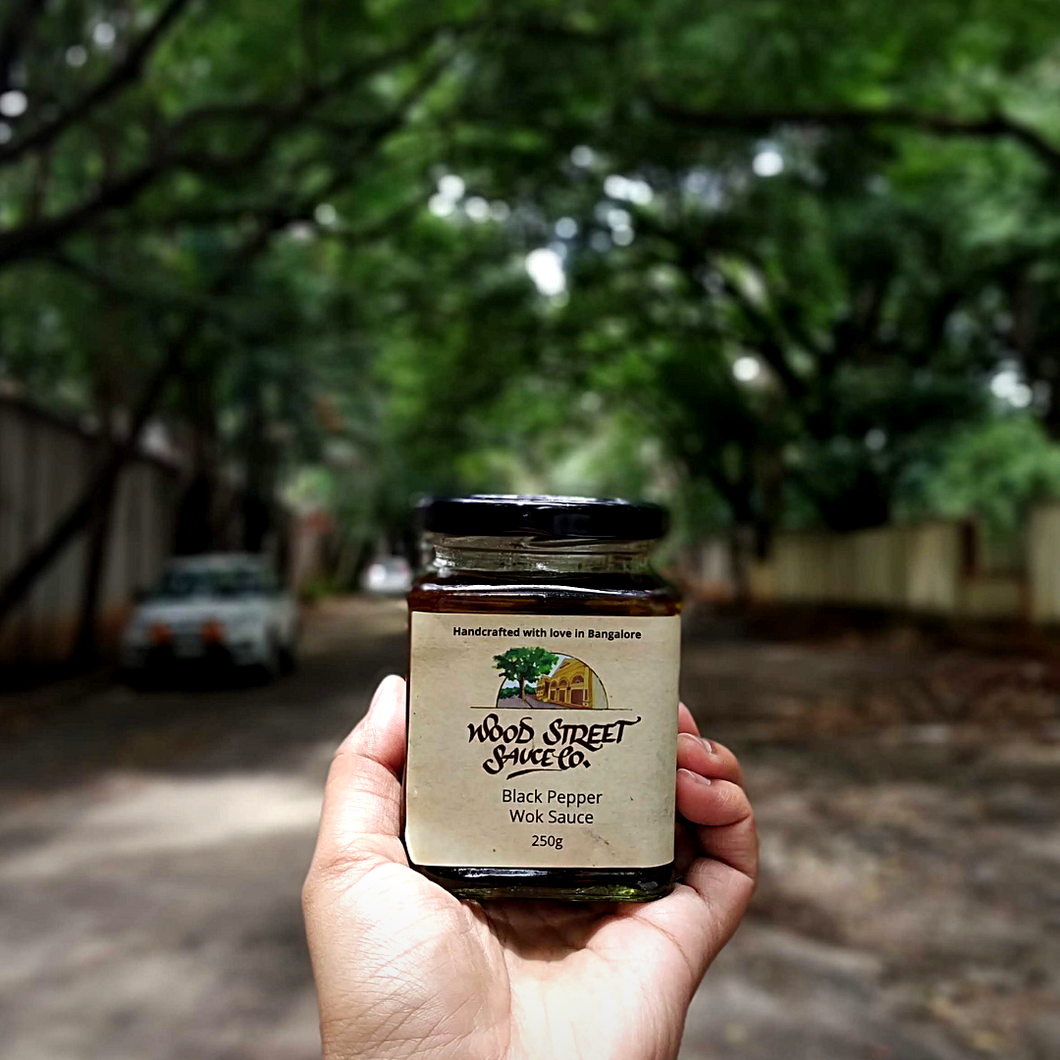 Handcrafted with love in Bangalore
WOOD STREET
SAUCE CO.
Black Pepper
Wok Sauce
250g